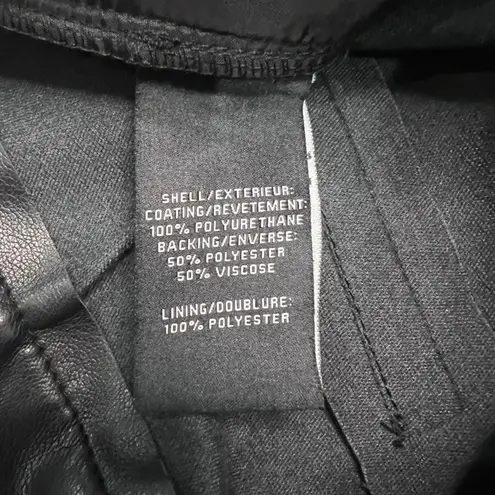 SHELL/EXTERIEUR:
COATING/REVETEMENT:
100% POLYURETHANE
BACKING/ENVERSE:
50% POLYESTER
50% VISCOSE
LINING/DOUBLURE:
100% POLYESTER